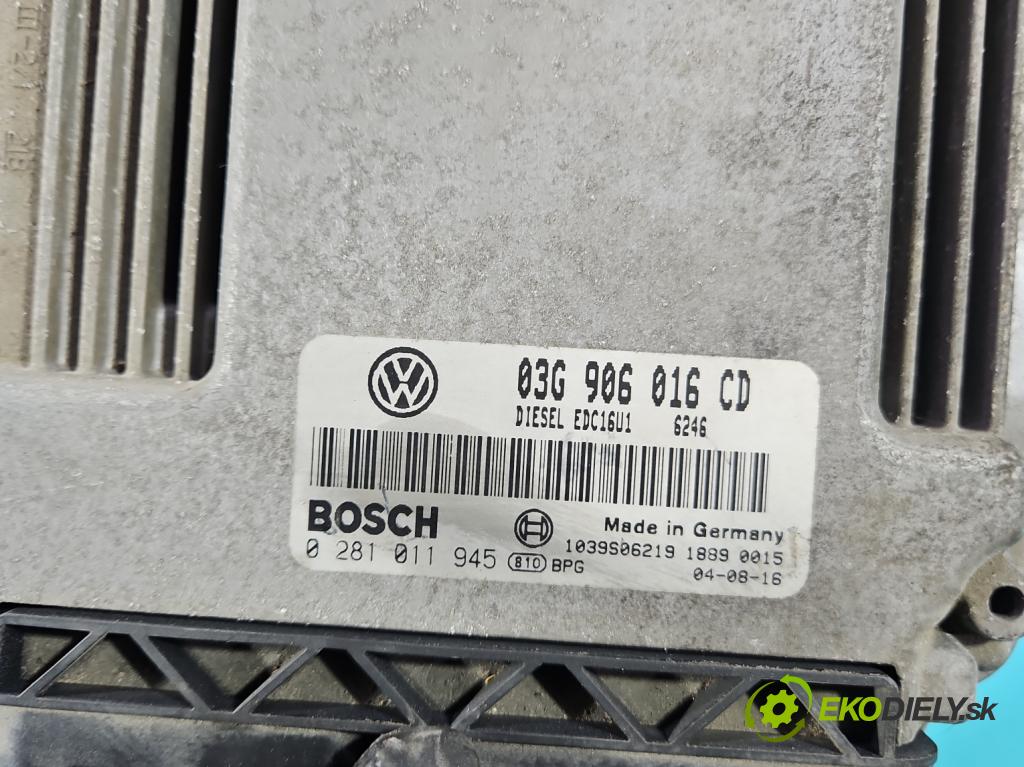 03G 906 016 CD
DIESEL EDC16U1 6246
BOSCH
Made in Germany
0 281 011 945 810 BPG
1039S06219 1889 0015
04-08-16
EKODIELY.sk